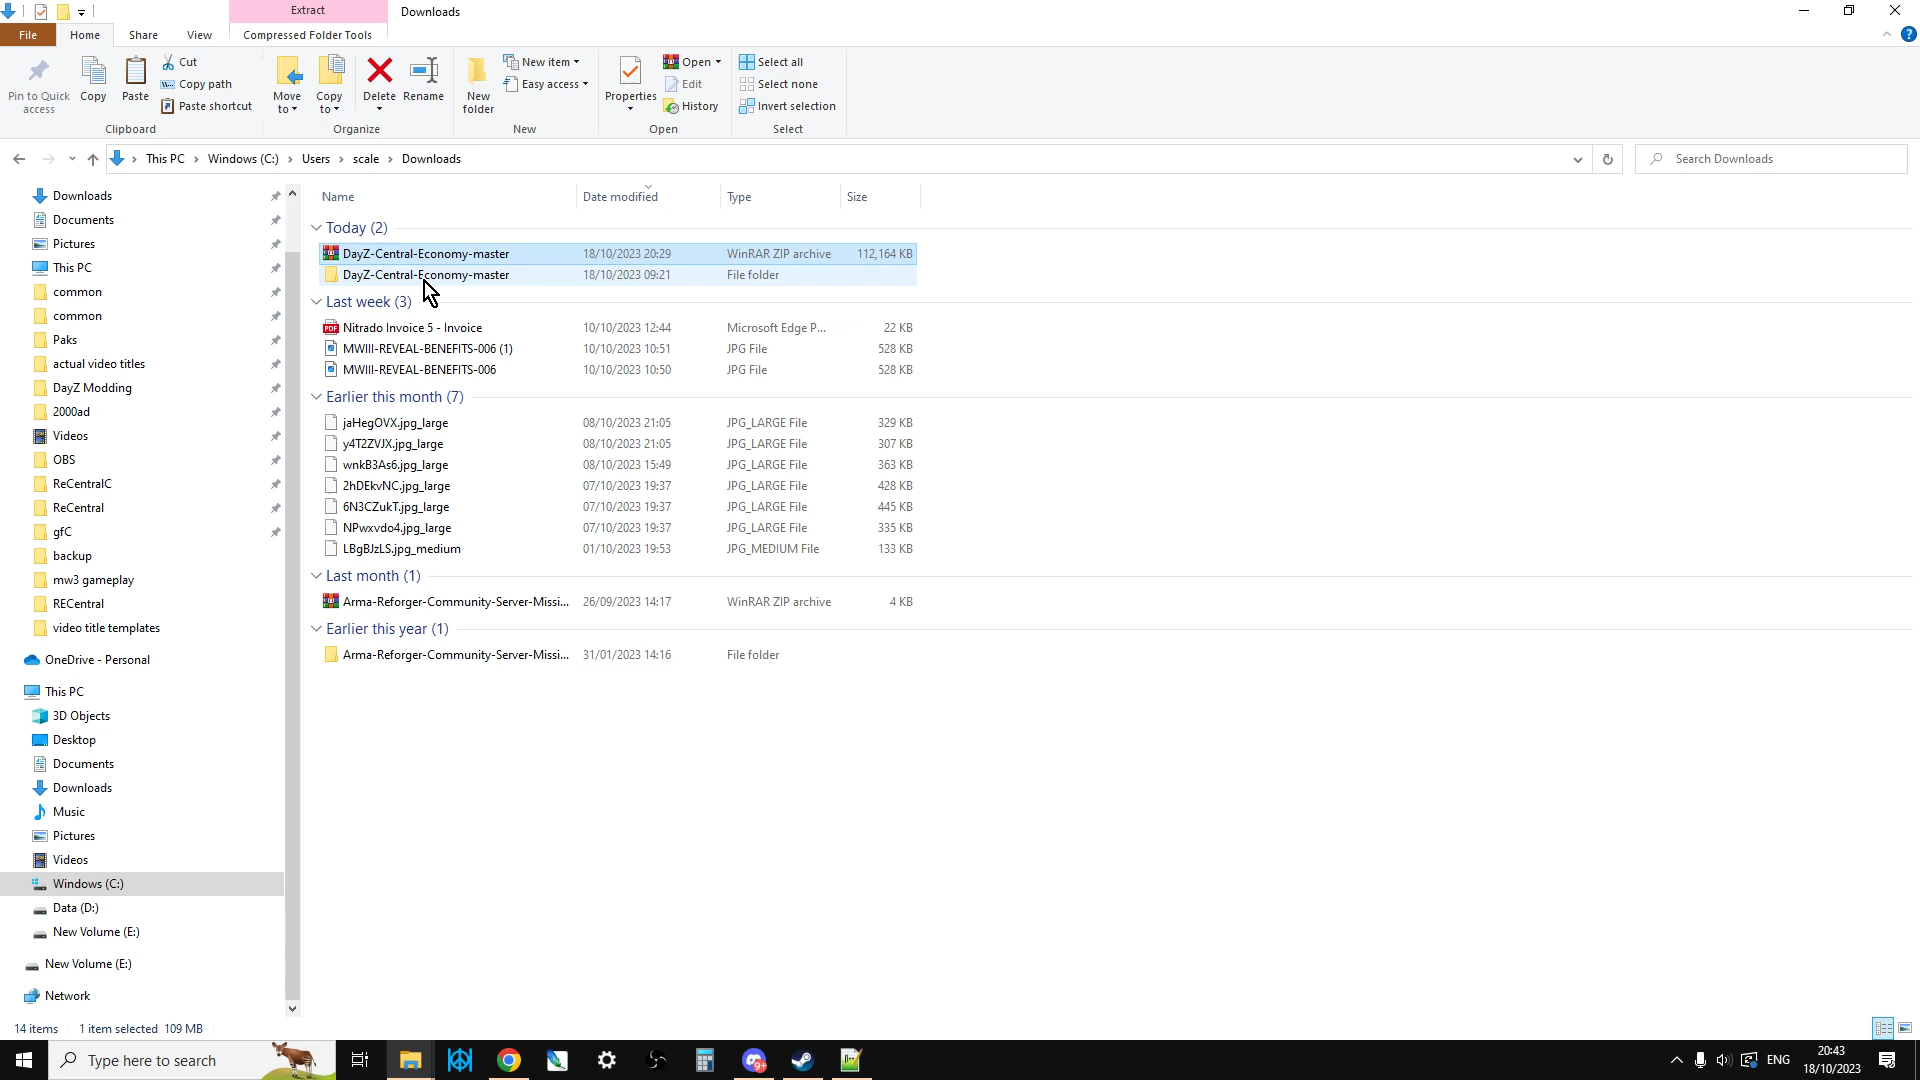 Extract
Downloads
File
Home
Share
View
Compressed Folder Tools
Pin to Quick
access
Copy
Paste
Cut
Copy path
Paste shortcut
Clipboard
Move
to
Copy
to
Delete
Rename
Organize
New
folder
New item
Easy access
New
Properties
Open
Edit
History
Open
Select all
Select none
Invert selection
Select
This PC
Windows (C:)
Users
scale
Downloads
Search Downloads
Downloads
Documents
Pictures
This PC
common
common
Paks
actual video titles
DayZ Modding
2000ad
Videos
OBS
ReCentralC
ReCentral
gfC
backup
mw3 gameplay
RECentral
video title templates
OneDrive - Personal
This PC
3D Objects
Desktop
Documents
Downloads
Music
Pictures
Videos
Windows (C:)
Data (D:)
New Volume (E:)
New Volume (E:)
Network
Name Date modified Type Size
Today (2)
DayZ-Central-Economy-master 18/10/2023 20:29 WinRAR ZIP archive 112,164 KB
DayZ-Central-Economy-master 18/10/2023 09:21 File folder
Last week (3)
PDF Nitrado Invoice 5 - Invoice 10/10/2023 12:44 Microsoft Edge P... 22 KB
MWIII-REVEAL-BENEFITS-006 (1) 10/10/2023 10:51 JPG File 528 KB
MWIII-REVEAL-BENEFITS-006 10/10/2023 10:50 JPG File 528 KB
Earlier this month (7)
jaHegOVX.jpg_large 08/10/2023 21:05 JPG_LARGE File 329 KB
y4T2ZVJX.jpg_large 08/10/2023 21:05 JPG_LARGE File 307 KB
wnkB3As6.jpg_large 08/10/2023 15:49 JPG_LARGE File 363 KB
2hDEkvNC.jpg_large 07/10/2023 19:37 JPG_LARGE File 428 KB
6N3CZukT.jpg_large 07/10/2023 19:37 JPG_LARGE File 445 KB
NPwxvdo4.jpg_large 07/10/2023 19:37 JPG_LARGE File 335 KB
LBgBJzLS.jpg_medium 01/10/2023 19:53 JPG_MEDIUM File 133 KB
Last month (1)
Arma-Reforger-Community-Server-Missi... 26/09/2023 14:17 WinRAR ZIP archive 4 KB
Earlier this year (1)
Arma-Reforger-Community-Server-Missi... 31/01/2023 14:16 File folder
14 items 1 item selected 109 MB
Type here to search
9+
ENG
20:43
18/10/2023